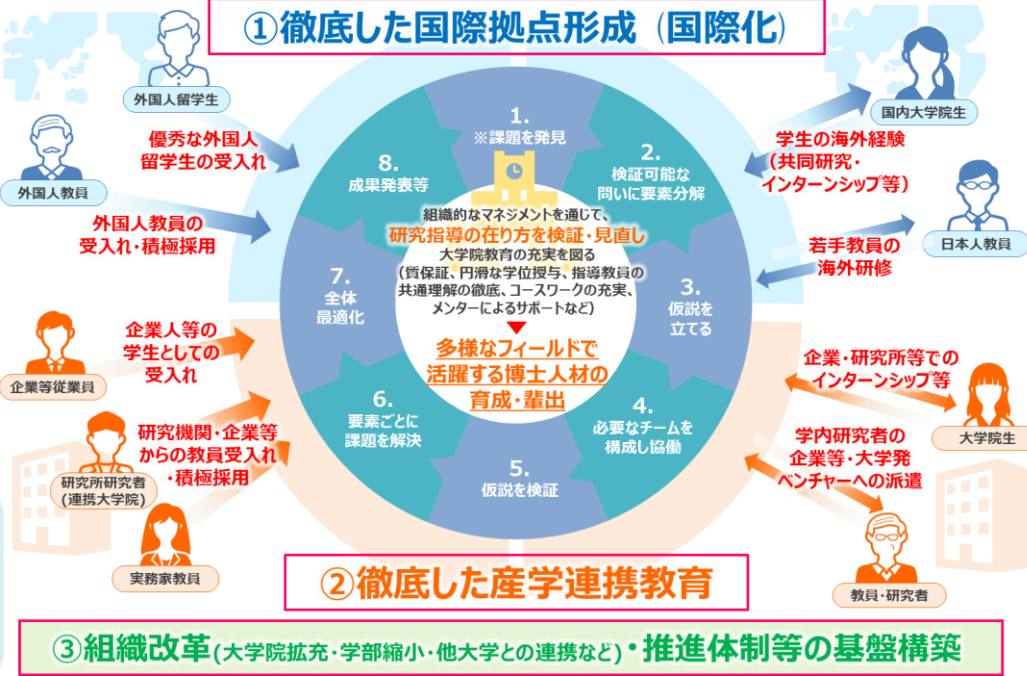 ①徹底した国際拠点形成（国際化）
外国人留学生
優秀な外国人
留学生の受入れ
外国人教員
外国人教員の
受入れ・積極採用
国内大学院生
学生の海外経験
（共同研究・
インターンシップ等）
日本人教員
若手教員の
海外研修
1.
※課題を発見
2.
検証可能な
問いに要素分解
3.
仮説を
立てる
4.
必要なチームを
構成し協働
5.
仮説を検証
6.
要素ごとに
課題を解決
7.
全体
最適化
8.
成果発表等
組織的なマネジメントを通じて、
研究指導の在り方を検証・見直し
大学院教育の充実を図る
（質保証、円滑な学位授与、指導教員の
共通理解の徹底、コースワークの充実、
メンターによるサポートなど）
多様なフィールドで
活躍する博士人材の
育成・輩出
企業等従業員
企業人等の
学生としての
受入れ
研究所研究者
(連携大学院)
研究機関・企業等
からの教員受入れ
・積極採用
実務家教員
企業・研究所等での
インターンシップ等
大学院生
学内研究者の
企業等・大学発
ベンチャーへの派遣
教員・研究者
②徹底した産学連携教育
③組織改革(大学院拡充・学部縮小・他大学との連携など)・推進体制等の基盤構築